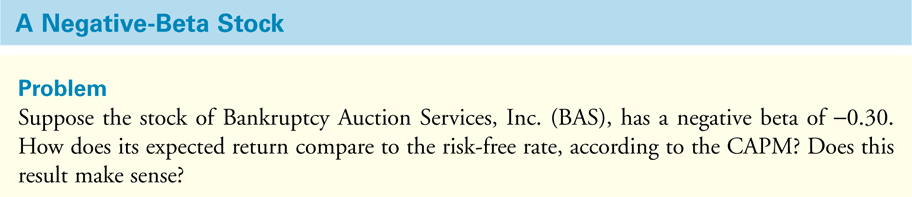 A Negative-Beta Stock
Problem
Suppose the stock of Bankruptcy Auction Services, Inc. (BAS), has a negative beta of −0.30.
How does its expected return compare to the risk-free rate, according to the CAPM? Does this
result make sense?